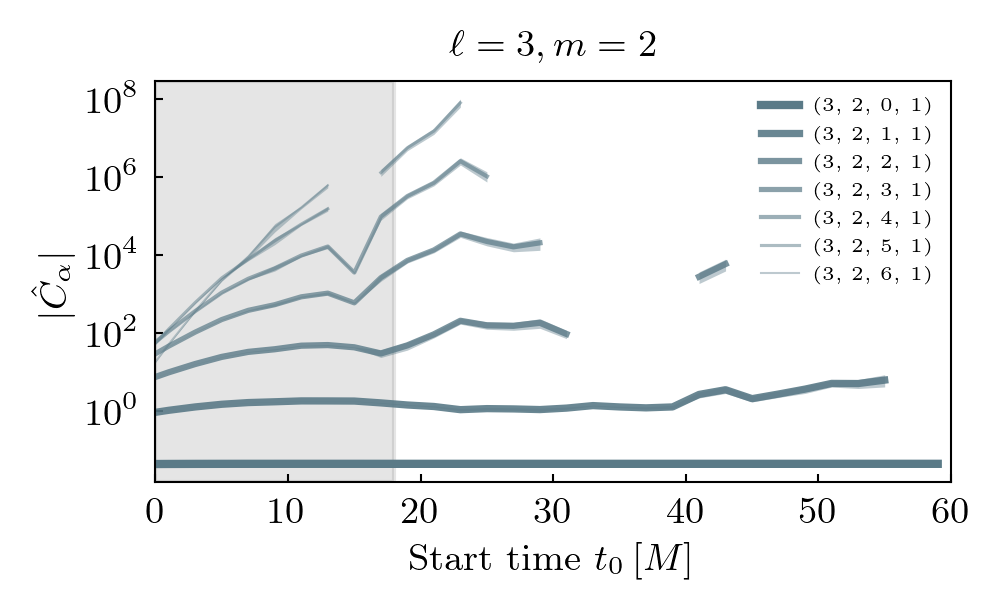 ℓ = 3, m = 2
|Ĉ_α|
10^8
10^6
10^4
10^2
10^0
(3, 2, 0, 1)
(3, 2, 1, 1)
(3, 2, 2, 1)
(3, 2, 3, 1)
(3, 2, 4, 1)
(3, 2, 5, 1)
(3, 2, 6, 1)
0 10 20 30 40 50 60
Start time t_0 [M]